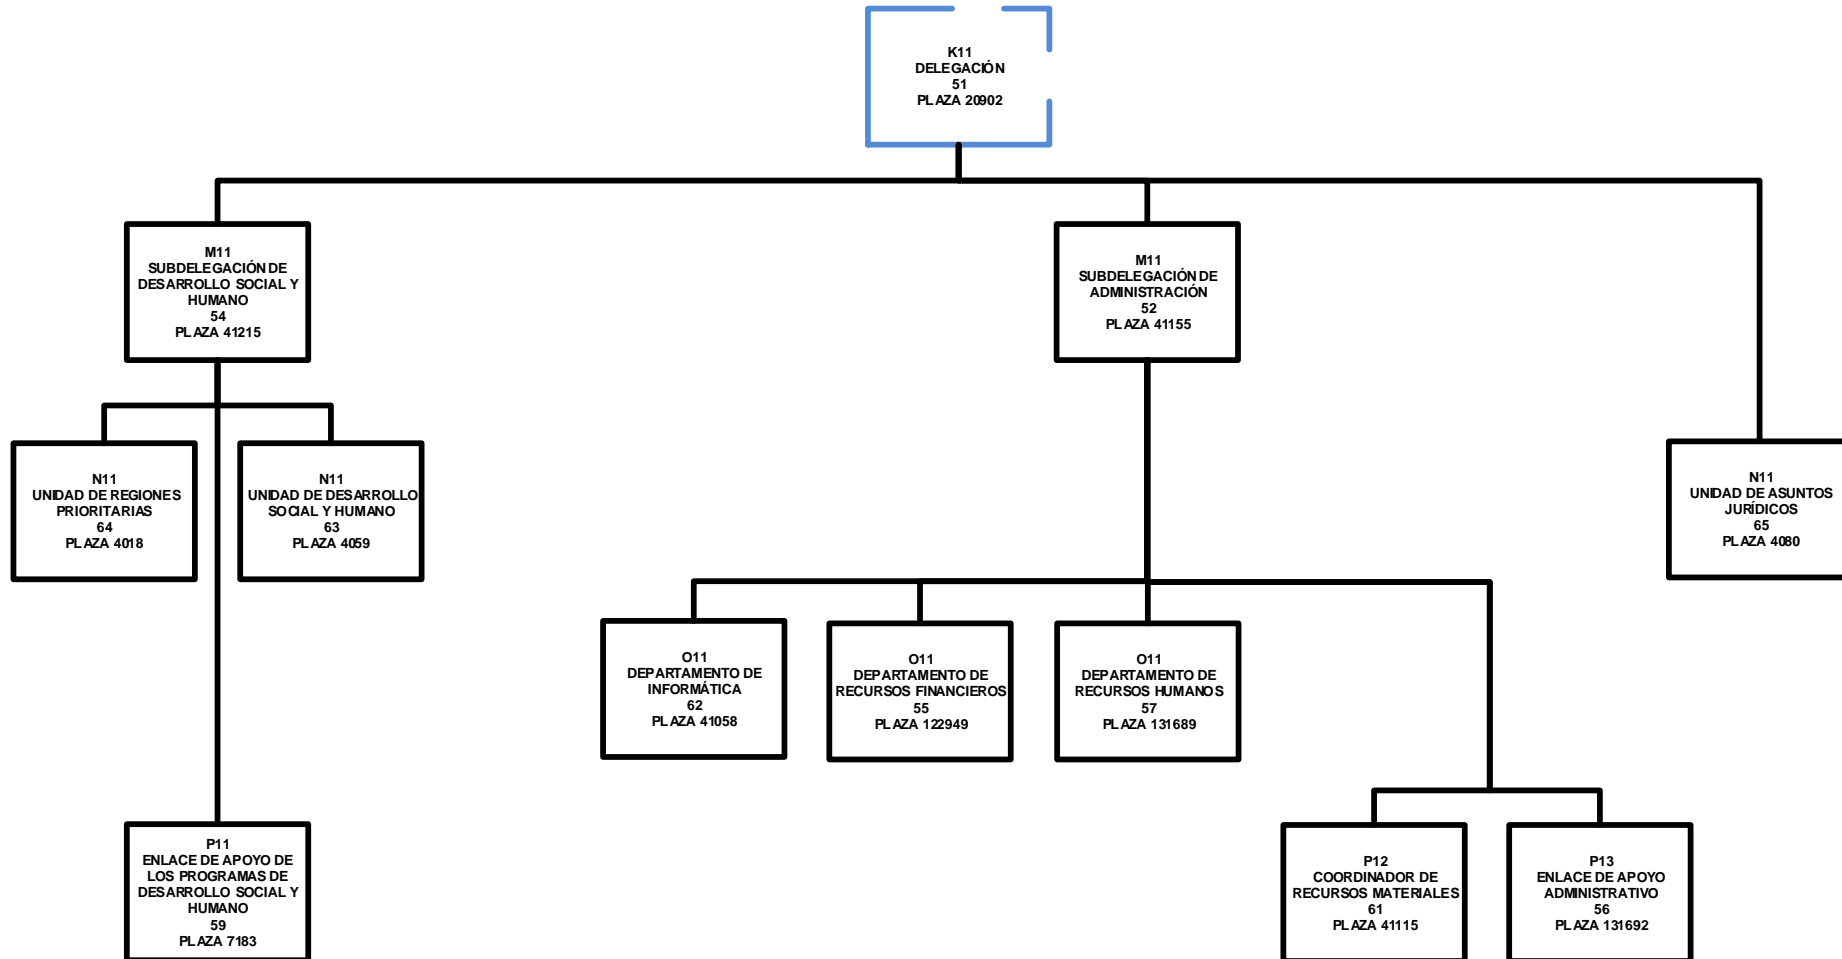 K11
DELEGACIÓN
51
PLAZA 20902
M11
SUBDELEGACIÓN DE
DESARROLLO SOCIAL Y
HUMANO
54
PLAZA 41215
M11
SUBDELEGACIÓN DE
ADMINISTRACIÓN
52
PLAZA 41155
N11
UNIDAD DE REGIONES
PRIORITARIAS
64
PLAZA 4018
N11
UNIDAD DE DESARROLLO
SOCIAL Y HUMANO
63
PLAZA 4059
N11
UNIDAD DE ASUNTOS
JURÍDICOS
65
PLAZA 4080
O11
DEPARTAMENTO DE
INFORMÁTICA
62
PLAZA 41058
O11
DEPARTAMENTO DE
RECURSOS FINANCIEROS
55
PLAZA 122949
O11
DEPARTAMENTO DE
RECURSOS HUMANOS
57
PLAZA 131689
P11
ENLACE DE APOYO DE
LOS PROGRAMAS DE
DESARROLLO SOCIAL Y
HUMANO
59
PLAZA 7183
P12
COORDINADOR DE
RECURSOS MATERIALES
61
PLAZA 41115
P13
ENLACE DE APOYO
ADMINISTRATIVO
56
PLAZA 131692